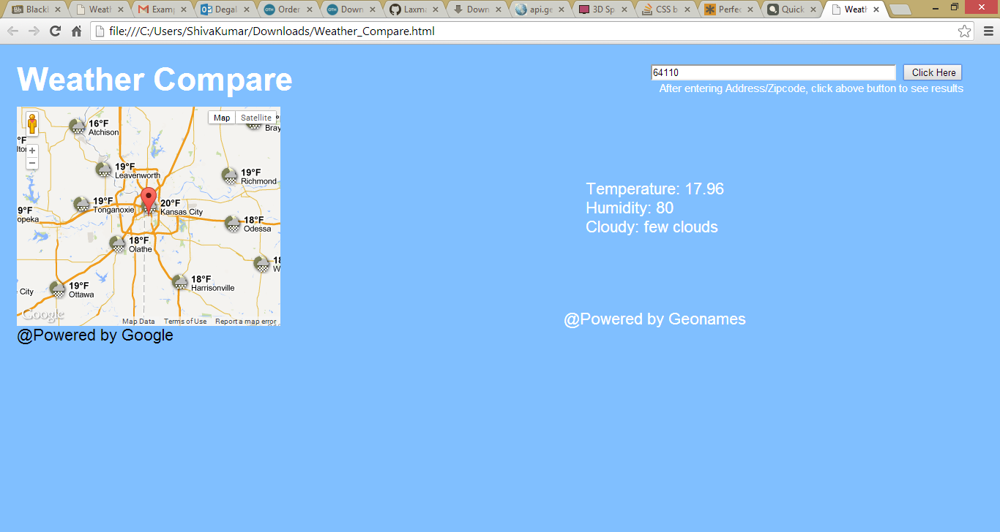 Blackl
Weath
Examp
Degal
Order
Down
Laxma
Down
api.ge
3D Sp
CSS b
Perfec
Quick
Weath
file:///C:/Users/ShivaKumar/Downloads/Weather_Compare.html
Weather Compare
64110
Click Here
After entering Address/Zipcode, click above button to see results
Map
Satellite
16°F
Atchison
Bray
19°F
Leavenworth
19°F
Richmond
19°F
Tonganoxie
20°F
Kansas City
9°F
opeka
18°F
Odessa
18°F
Olathe
18
W
18°F
Harrisonville
19°F
Ottawa
City
Google
Map Data
Terms of Use
Report a map error
@Powered by Google
Temperature: 17.96
Humidity: 80
Cloudy: few clouds
@Powered by Geonames